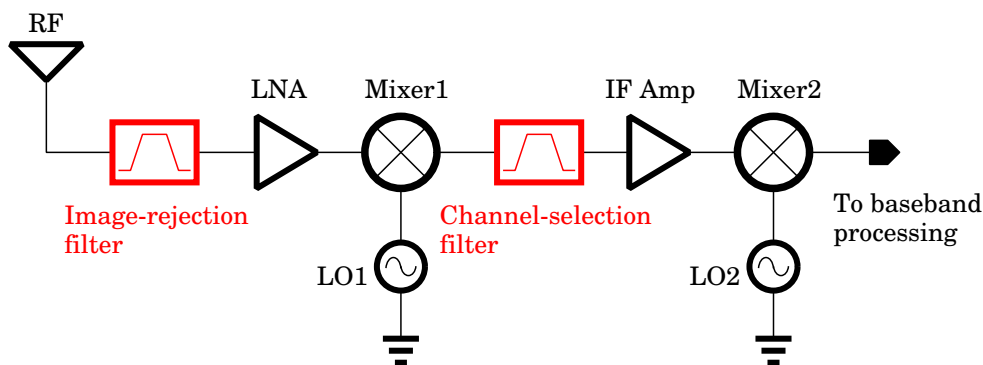 RF
LNA
Mixer1
IF Amp
Mixer2
Image-rejection
filter
Channel-selection
filter
To baseband
processing
LO1
LO2